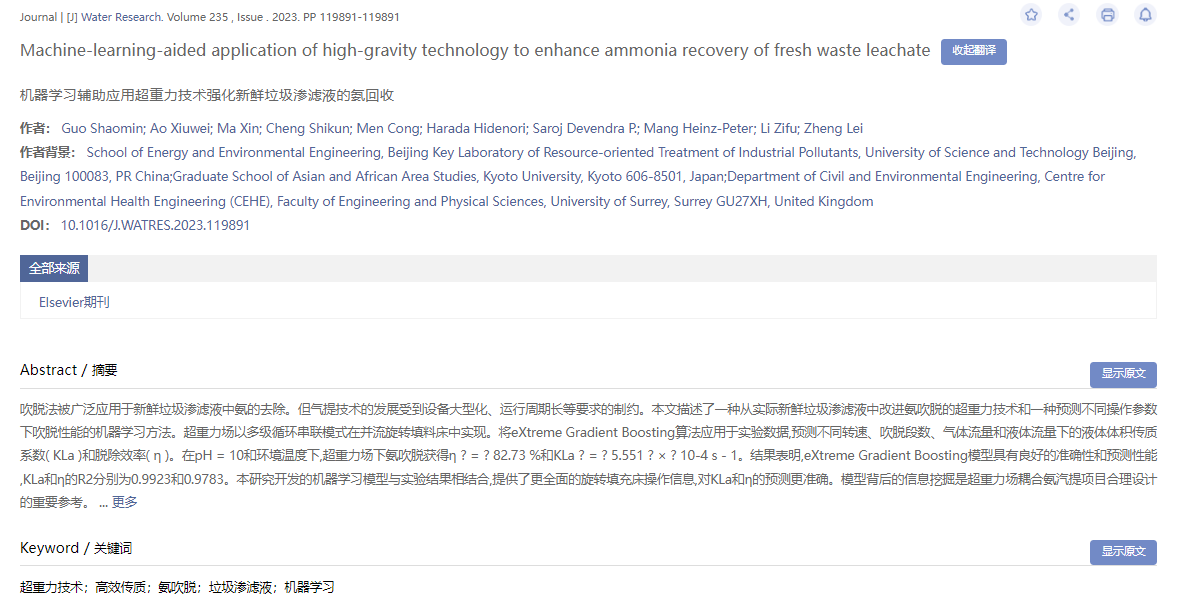 Journal | [J] Water Research. Volume 235 , Issue . 2023. PP 119891-119891
Machine-learning-aided application of high-gravity technology to enhance ammonia recovery of fresh waste leachate 收起翻译
机器学习辅助应用超重力技术强化新鲜垃圾渗滤液的氨回收
作者： Guo Shaomin; Ao Xiuwei; Ma Xin; Cheng Shikun; Men Cong; Harada Hidenori; Saroj Devendra P.; Mang Heinz-Peter; Li Zifu; Zheng Lei
作者背景： School of Energy and Environmental Engineering, Beijing Key Laboratory of Resource-oriented Treatment of Industrial Pollutants, University of Science and Technology Beijing,
Beijing 100083, PR China;Graduate School of Asian and African Area Studies, Kyoto University, Kyoto 606-8501, Japan;Department of Civil and Environmental Engineering, Centre for
Environmental Health Engineering (CEHE), Faculty of Engineering and Physical Sciences, University of Surrey, Surrey GU27XH, United Kingdom
DOI： 10.1016/J.WATRES.2023.119891
全部来源
Elsevier期刊
Abstract / 摘要
显示原文
吹脱法被广泛应用于新鲜垃圾渗滤液中氨的去除。但气提技术的发展受到设备大型化、运行周期长等要求的制约。本文描述了一种从实际新鲜垃圾渗滤液中改进氨吹脱的超重力技术和一种预测不同操作参数
下吹脱性能的机器学习方法。超重力场以多级循环串联模式在并流旋转填料床中实现。将eXtreme Gradient Boosting算法应用于实验数据,预测不同转速、吹脱段数、气体流量和液体流量下的液体体积传质
系数( KLa )和脱除效率( η )。在pH = 10和环境温度下,超重力场下氨吹脱获得η ? = ? 82.73 %和KLa ? = ? 5.551 ? × ? 10-4 s - 1。结果表明,eXtreme Gradient Boosting模型具有良好的准确性和预测性能
,KLa和η的R2分别为0.9923和0.9783。本研究开发的机器学习模型与实验结果相结合,提供了更全面的旋转填充床操作信息,对KLa和η的预测更准确。模型背后的信息挖掘是超重力场耦合氨汽提项目合理设计
的重要参考。 ... 更多
Keyword / 关键词
显示原文
超重力技术；高效传质；氨吹脱；垃圾渗滤液；机器学习